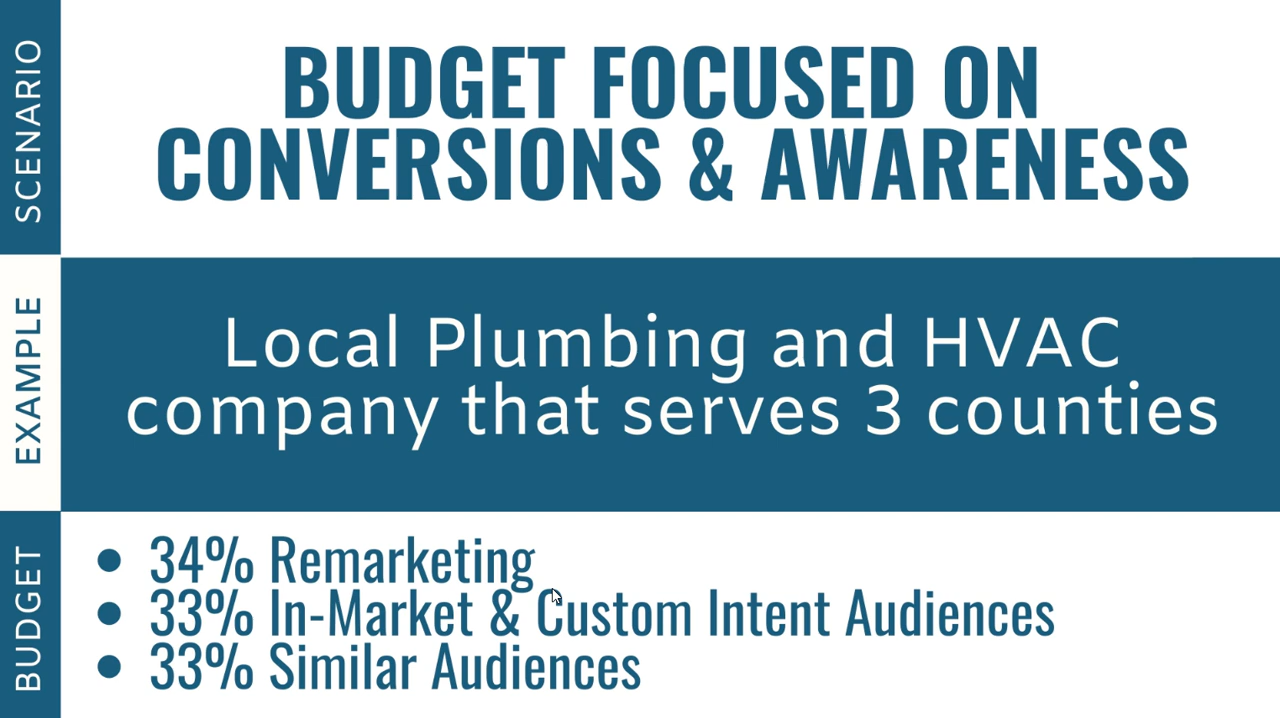 SCENARIO
BUDGET FOCUSED ON
CONVERSIONS & AWARENESS
EXAMPLE
Local Plumbing and HVAC
company that serves 3 counties
BUDGET
• 34% Remarketing
• 33% In-Market & Custom Intent Audiences
• 33% Similar Audiences